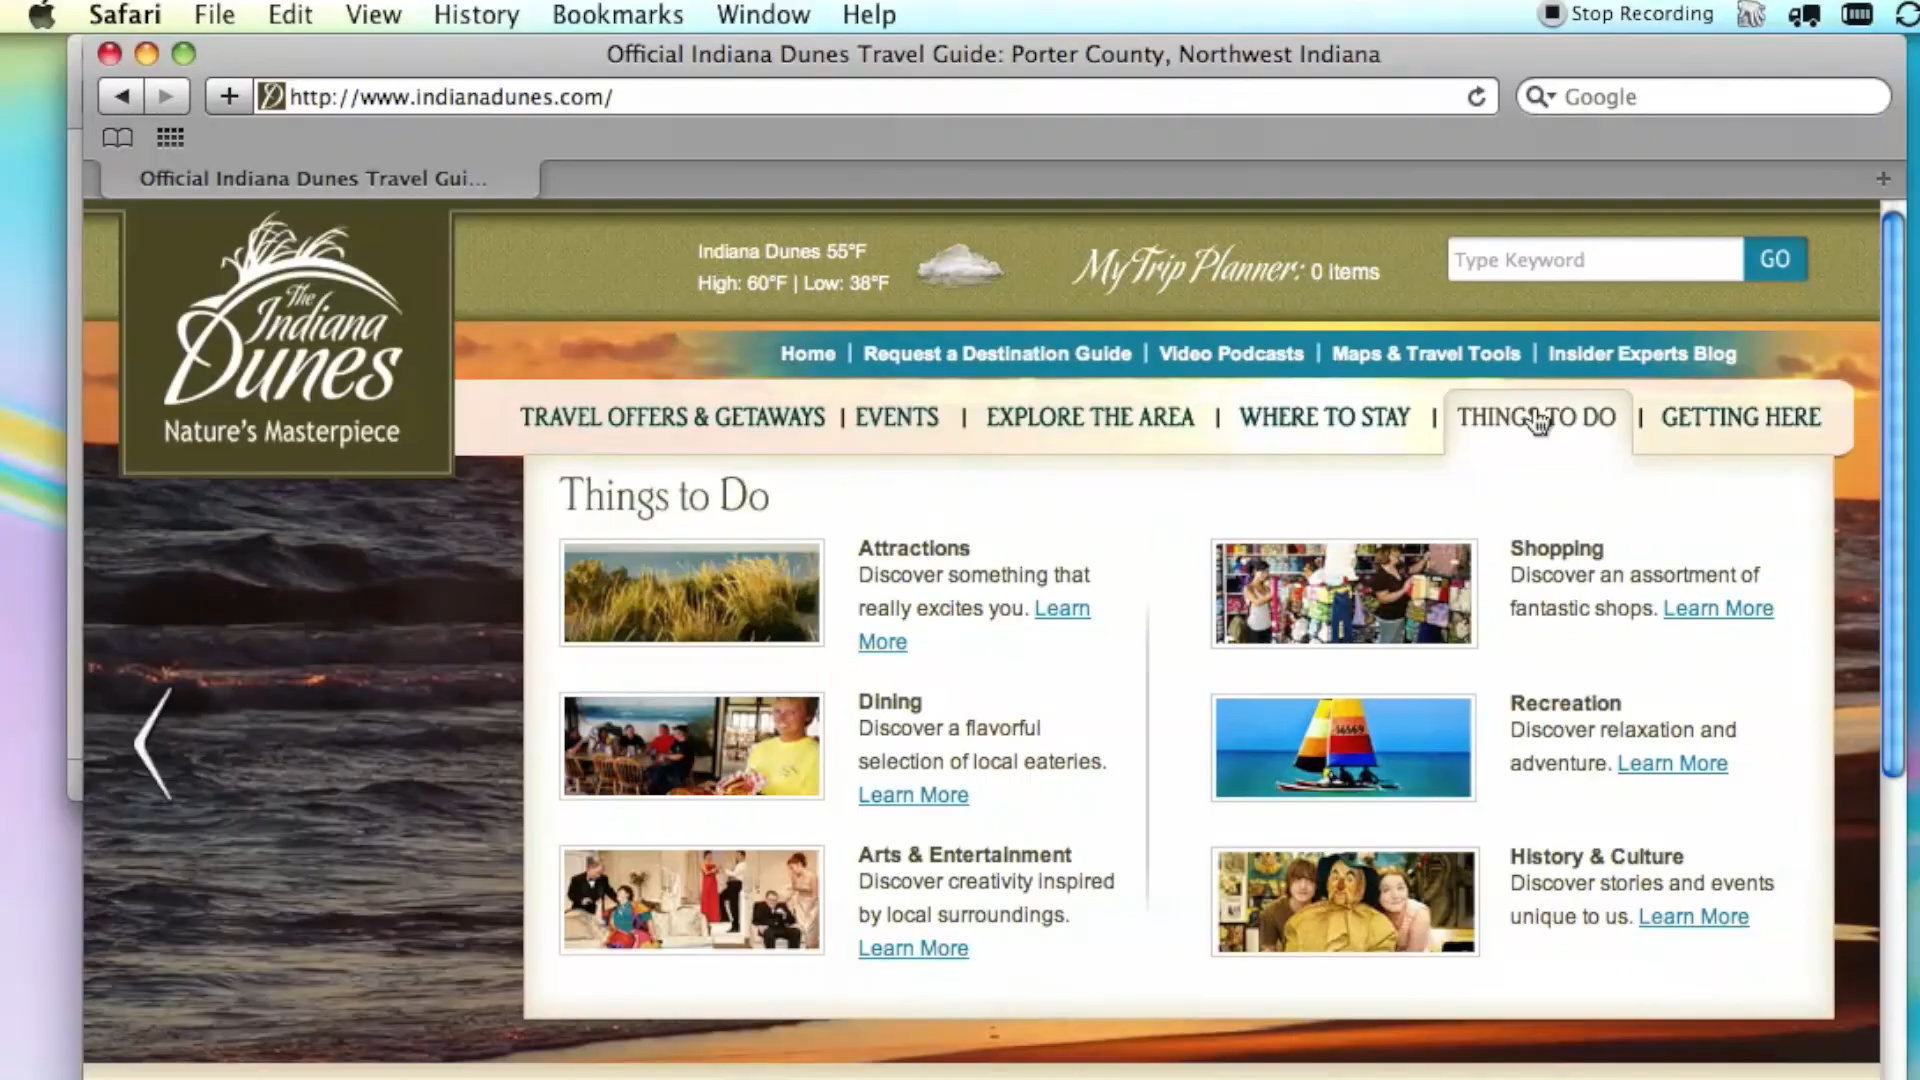 Safari File Edit View History Bookmarks Window Help Stop Recording
Official Indiana Dunes Travel Guide: Porter County, Northwest Indiana
http://www.indianadunes.com/
Google
Official Indiana Dunes Travel Gui...
The
Indiana
Dunes
Nature's Masterpiece
Indiana Dunes 55°F
High: 60°F | Low: 38°F
My Trip Planner: 0 items
Type Keyword
GO
Home | Request a Destination Guide | Video Podcasts | Maps & Travel Tools | Insider Experts Blog
TRAVEL OFFERS & GETAWAYS | EVENTS | EXPLORE THE AREA | WHERE TO STAY | THINGS TO DO | GETTING HERE
Things to Do
Attractions
Discover something that
really excites you. Learn
More
Dining
Discover a flavorful
selection of local eateries.
Learn More
Arts & Entertainment
Discover creativity inspired
by local surroundings.
Learn More
Shopping
Discover an assortment of
fantastic shops. Learn More
Recreation
Discover relaxation and
adventure. Learn More
History & Culture
Discover stories and events
unique to us. Learn More